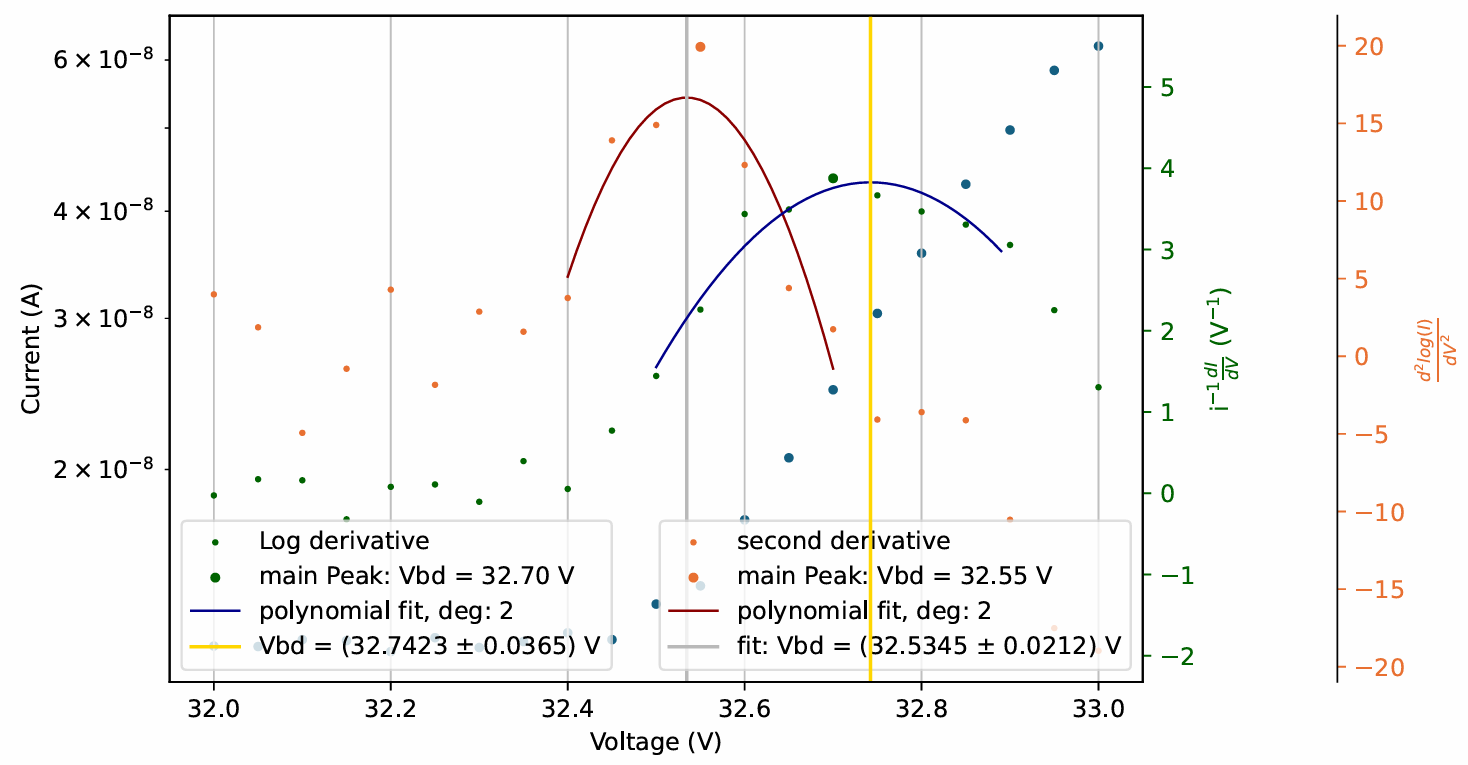 6 × 10⁻⁸
4 × 10⁻⁸
3 × 10⁻⁸
2 × 10⁻⁸
Current (A)
32.0 32.2 32.4 32.6 32.8 33.0
Voltage (V)
5
4
3
2
1
0
−1
−2
i⁻¹ dI/dV (V⁻¹)
20
15
10
5
0
−5
−10
−15
−20
d²log(I)/dV²
Log derivative
main Peak: Vbd = 32.70 V
polynomial fit, deg: 2
Vbd = (32.7423 ± 0.0365) V
second derivative
main Peak: Vbd = 32.55 V
polynomial fit, deg: 2
fit: Vbd = (32.5345 ± 0.0212) V